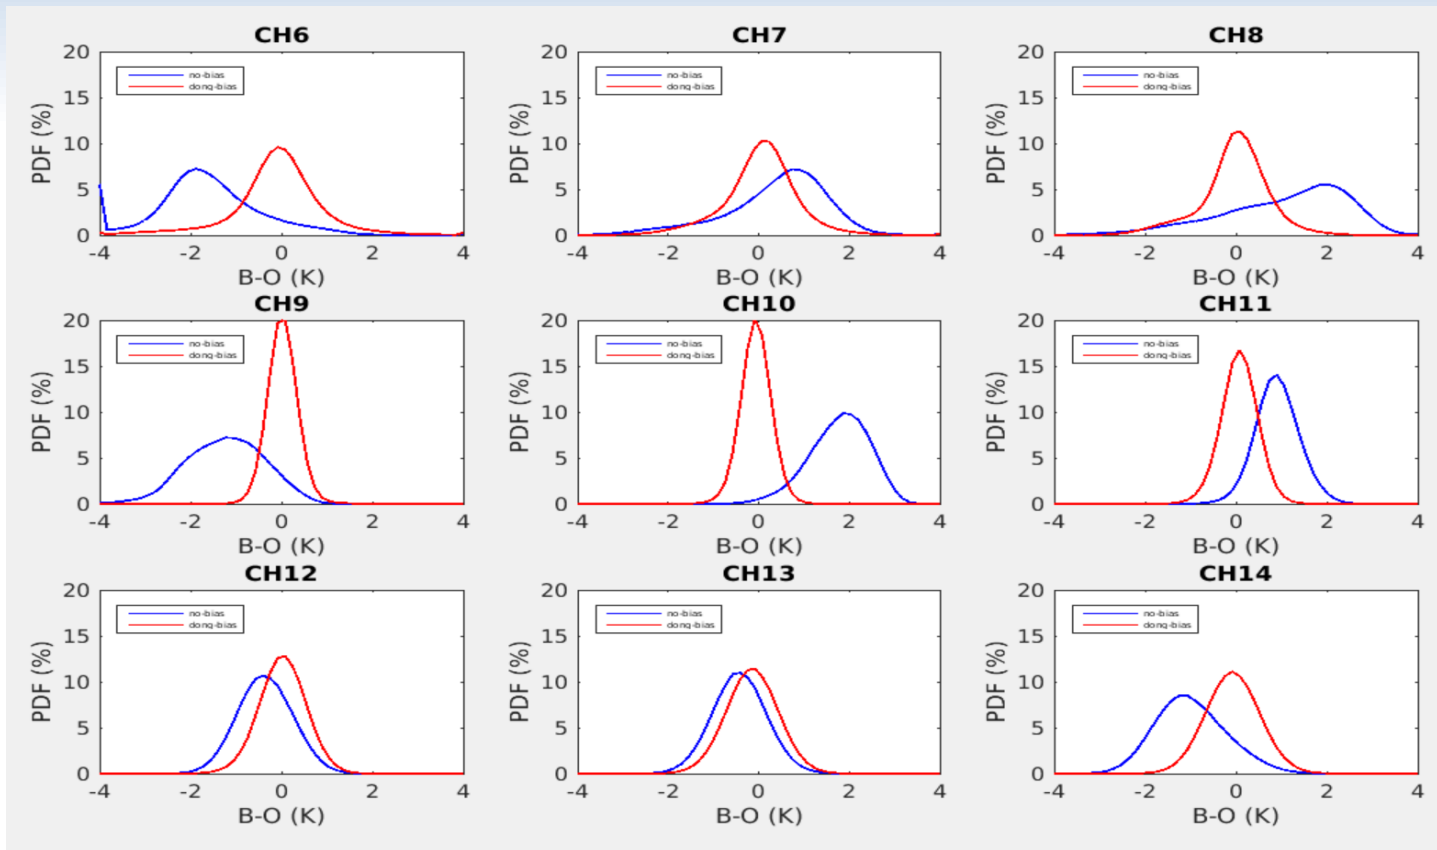 CH6
20
15
10
5
0
PDF (%)
no-bias
dong-bias
-4 -2 0 2 4
B-O (K)
CH7
20
15
10
5
0
PDF (%)
no-bias
dong-bias
-4 -2 0 2 4
B-O (K)
CH8
20
15
10
5
0
PDF (%)
no-bias
dong-bias
-4 -2 0 2 4
B-O (K)
CH9
20
15
10
5
0
PDF (%)
no-bias
dong-bias
-4 -2 0 2 4
B-O (K)
CH10
20
15
10
5
0
PDF (%)
no-bias
dong-bias
-4 -2 0 2 4
B-O (K)
CH11
20
15
10
5
0
PDF (%)
no-bias
dong-bias
-4 -2 0 2 4
B-O (K)
CH12
20
15
10
5
0
PDF (%)
no-bias
dong-bias
-4 -2 0 2 4
B-O (K)
CH13
20
15
10
5
0
PDF (%)
no-bias
dong-bias
-4 -2 0 2 4
B-O (K)
CH14
20
15
10
5
0
PDF (%)
no-bias
dong-bias
-4 -2 0 2 4
B-O (K)